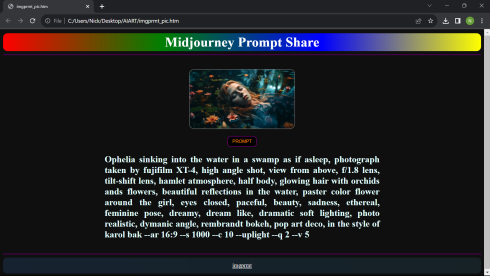 imgprmt_pic.htm
File
C:/Users/Nick/Desktop/AIART/imgprmt_pic.htm
N
Midjourney Prompt Share
PROMPT
Ophelia sinking into the water in a swamp as if asleep, photograph
taken by fujifilm XT-4, high angle shot, view from above, f/1.8 lens,
tilt-shift lens, hamlet atmosphere, half body, glowing hair with orchids
ands flowers, beautiful reflections in the water, paster color flower
around the girl, eyes closed, paceful, beauty, sadness, ethereal,
feminine pose, dreamy, dream like, dramatic soft lighting, photo
realistic, dymanic angle, rembrandt bokeh, pop art deco, in the style of
karol bak --ar 16:9 --s 1000 --c 10 --uplight --q 2 --v 5
imgprmt